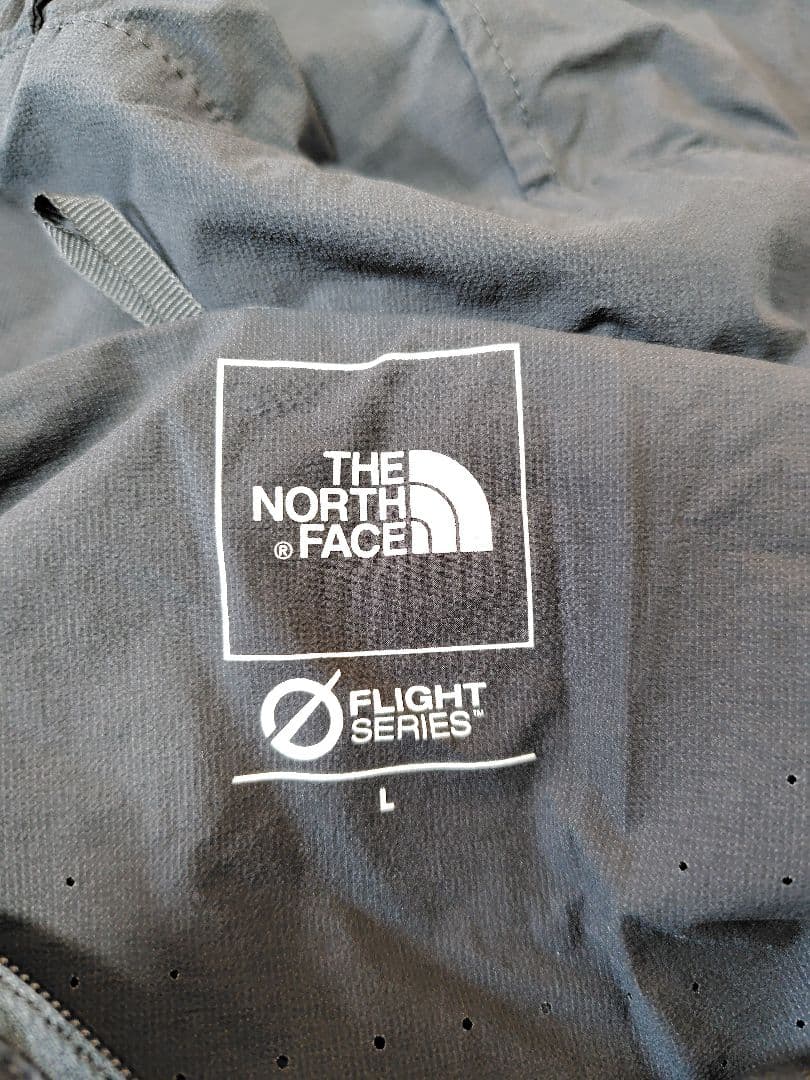 THE
NORTH
® FACE
FLIGHT
SERIES™
L